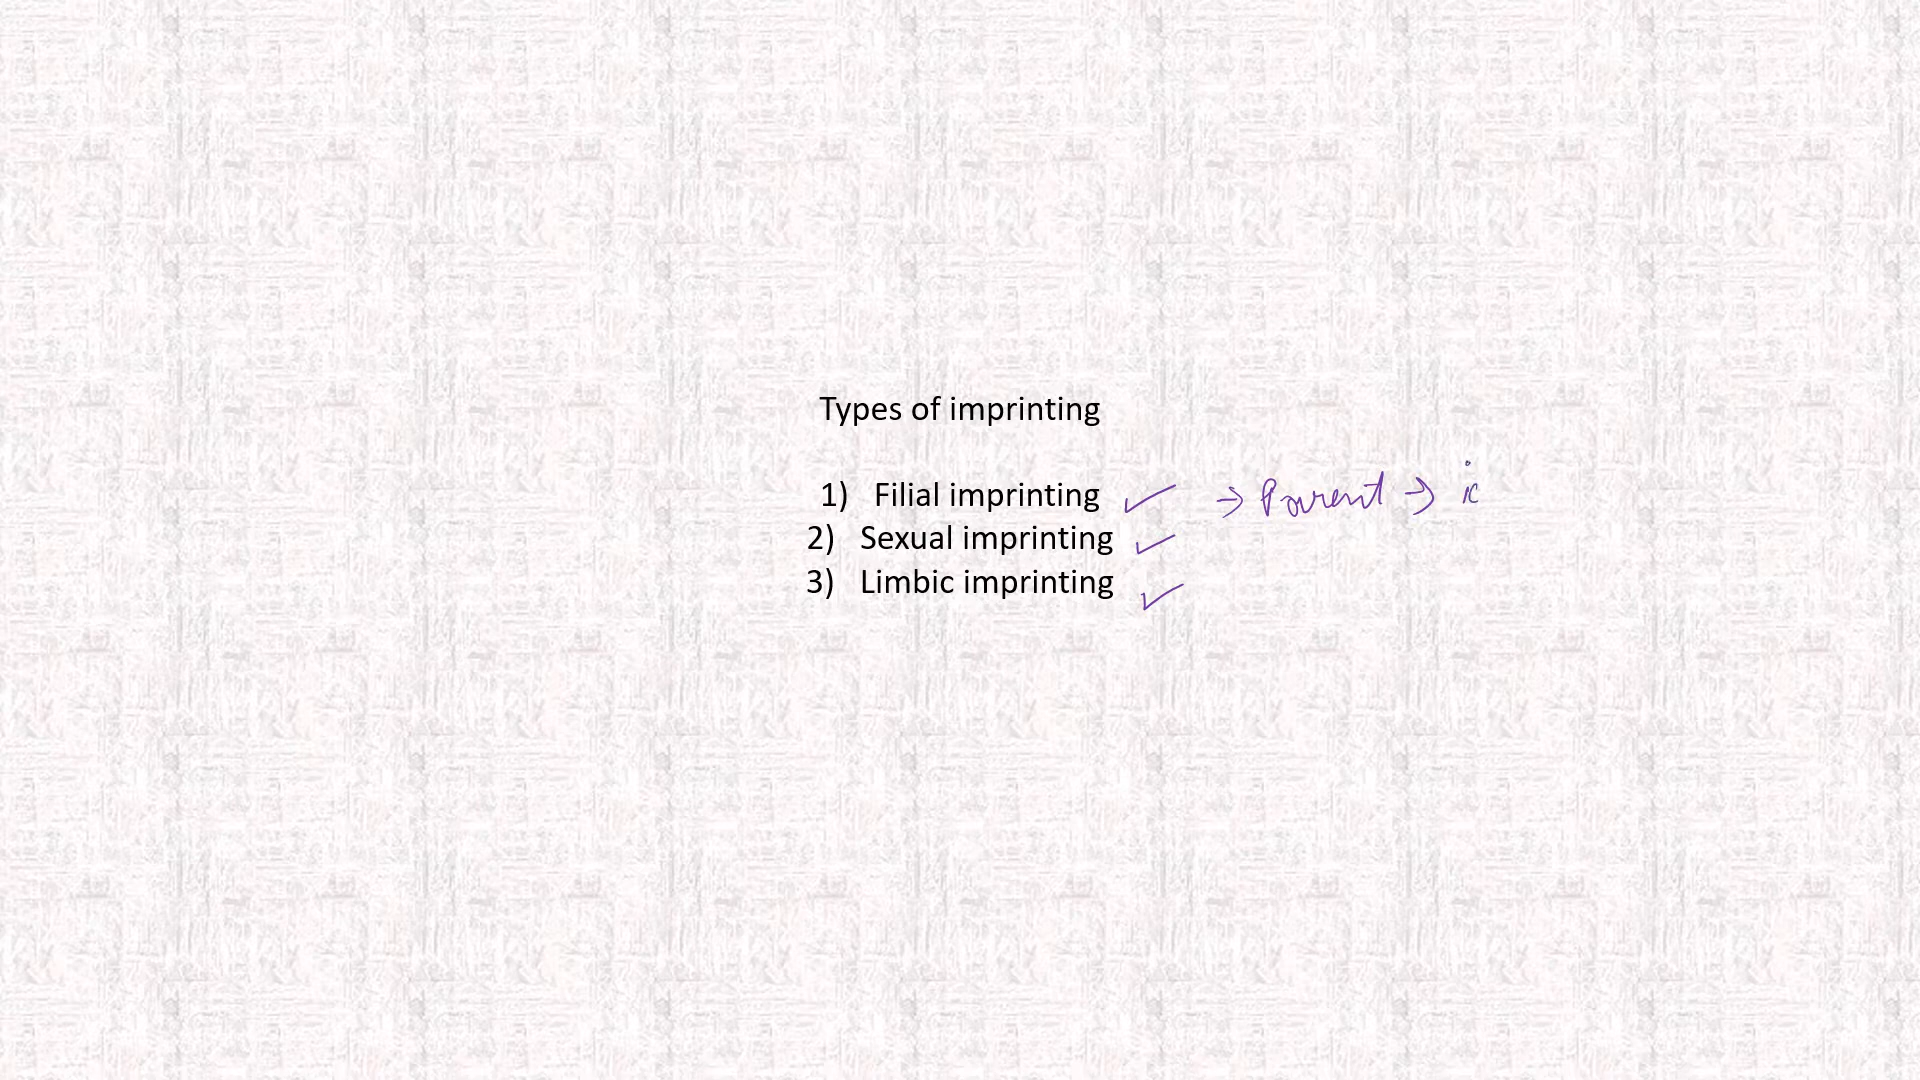 Types of imprinting
1) Filial imprinting ✓ → Parent →
2) Sexual imprinting ✓
3) Limbic imprinting ✓